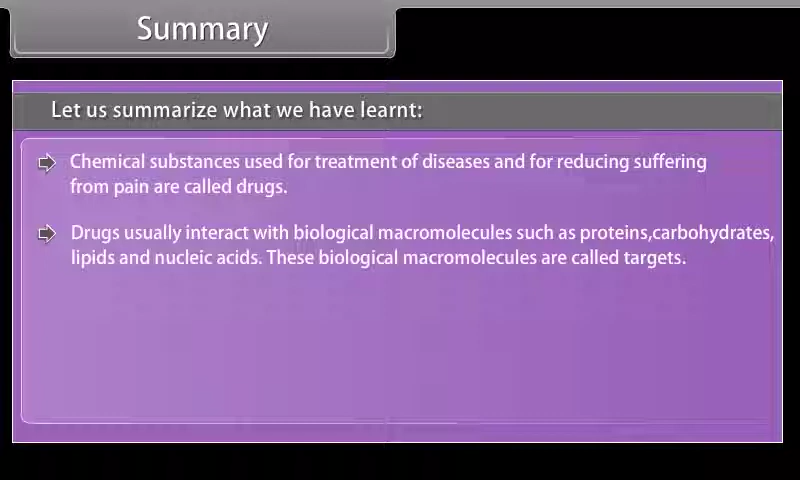 Summary
Let us summarize what we have learnt:
Chemical substances used for treatment of diseases and for reducing suffering
from pain are called drugs.
Drugs usually interact with biological macromolecules such as proteins,carbohydrates,
lipids and nucleic acids. These biological macromolecules are called targets.